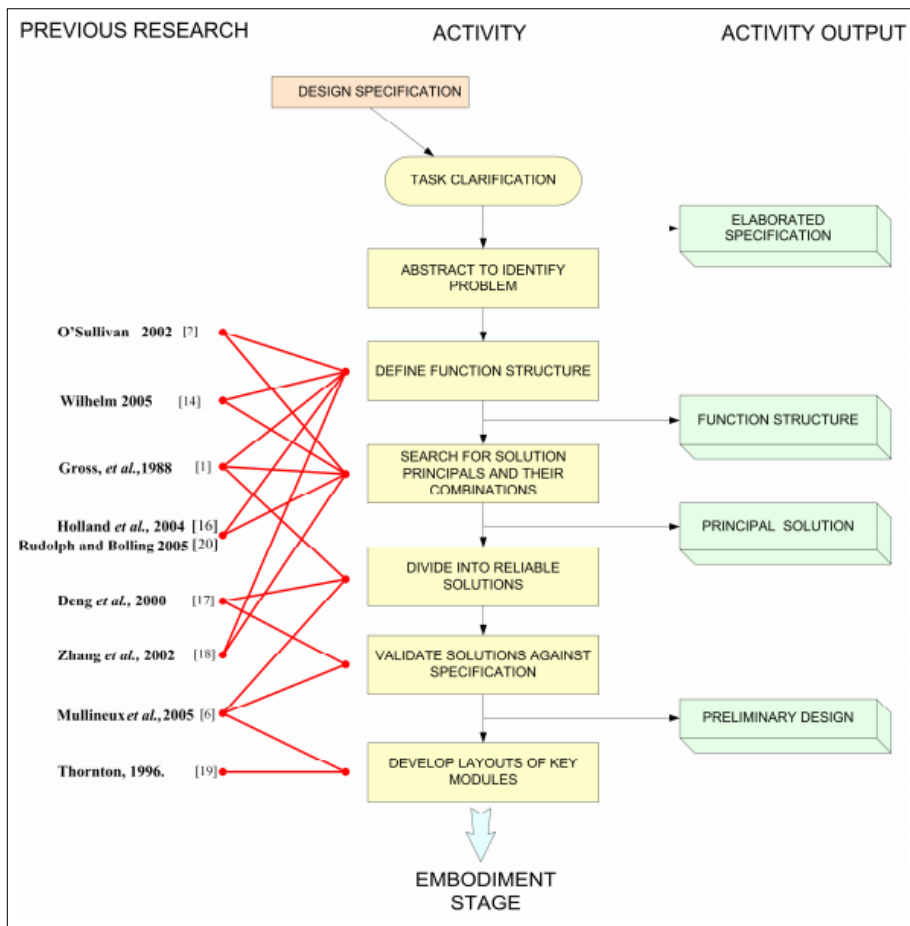 PREVIOUS RESEARCH
ACTIVITY
ACTIVITY OUTPUT
DESIGN SPECIFICATION
TASK CLARIFICATION
ELABORATED
SPECIFICATION
ABSTRACT TO IDENTIFY
PROBLEM
O'Sullivan 2002 [?]
DEFINE FUNCTION STRUCTURE
Wilhelm 2005 [14]
FUNCTION STRUCTURE
Gross, et al.,1988 [1]
SEARCH FOR SOLUTION
PRINCIPALS AND THEIR
COMBINATIONS
Holland et al., 2004 [16]
Rudolph and Bolling 2005 [20]
PRINCIPAL SOLUTION
DIVIDE INTO RELIABLE
SOLUTIONS
Deng et al., 2000 [17]
Zhang et al., 2002 [18]
VALIDATE SOLUTIONS AGAINST
SPECIFICATION
Mullineux et al., 2005 [6]
PRELIMINARY DESIGN
Thornton, 1996. [19]
DEVELOP LAYOUTS OF KEY
MODULES
EMBODIMENT
STAGE